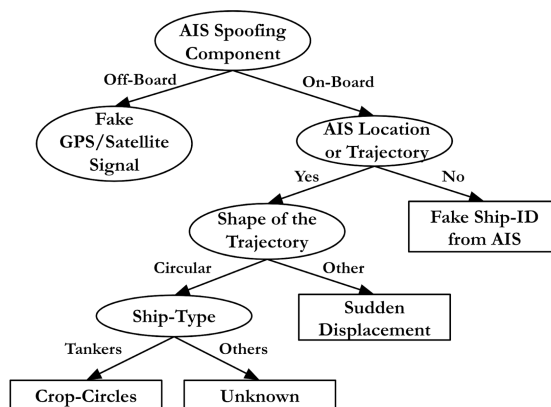 AIS Spoofing
Component
Off-Board
On-Board
Fake
GPS/Satellite
Signal
AIS Location
or Trajectory
Yes
No
Shape of the
Trajectory
Fake Ship-ID
from AIS
Circular
Other
Ship-Type
Sudden
Displacement
Tankers
Others
Crop-Circles
Unknown